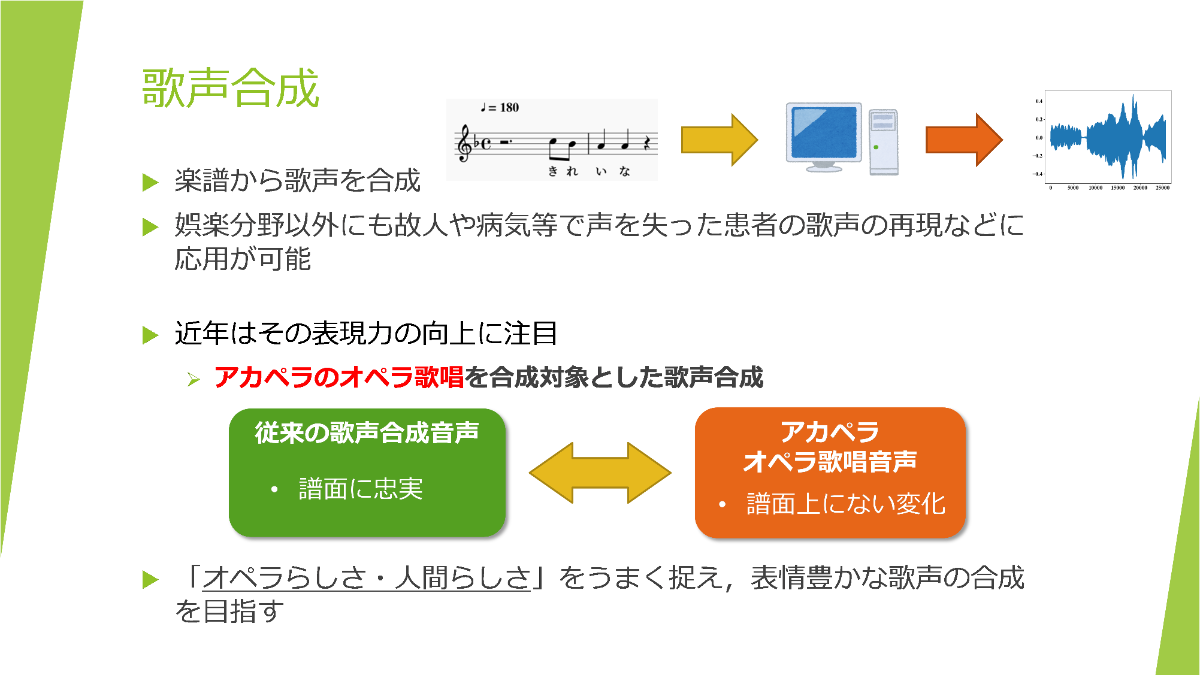 歌声合成
♩= 180
きれ いな
0.4
0.2
0.0
−0.2
−0.4
0 5000 10000 15000 20000 25000
楽譜から歌声を合成
娯楽分野以外にも故人や病気等で声を失った患者の歌声の再現などに
応用が可能
近年はその表現力の向上に注目
アカペラのオペラ歌唱を合成対象とした歌声合成
従来の歌声合成音声
• 譜面に忠実
アカペラ
オペラ歌唱音声
• 譜面上にない変化
「オペラらしさ・人間らしさ」をうまく捉え，表情豊かな歌声の合成
を目指す